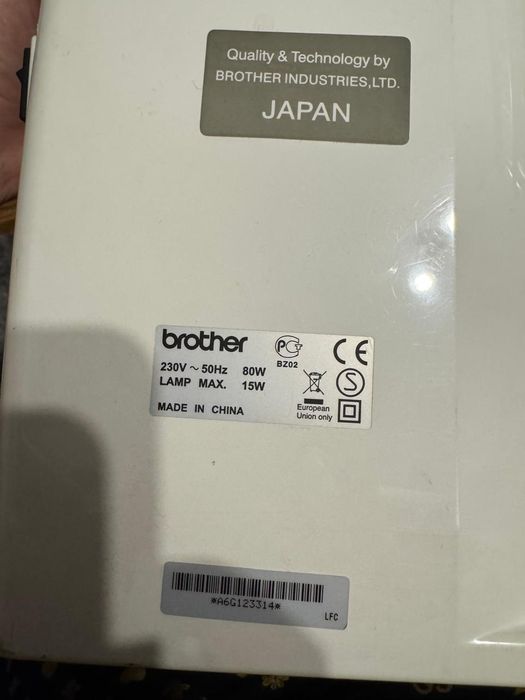 Quality & Technology by
BROTHER INDUSTRIES,LTD.
JAPAN
brother
BZ02
230V ~ 50Hz 80W
LAMP MAX. 15W
MADE IN CHINA
European
Union only
*A6G123314*
LFC